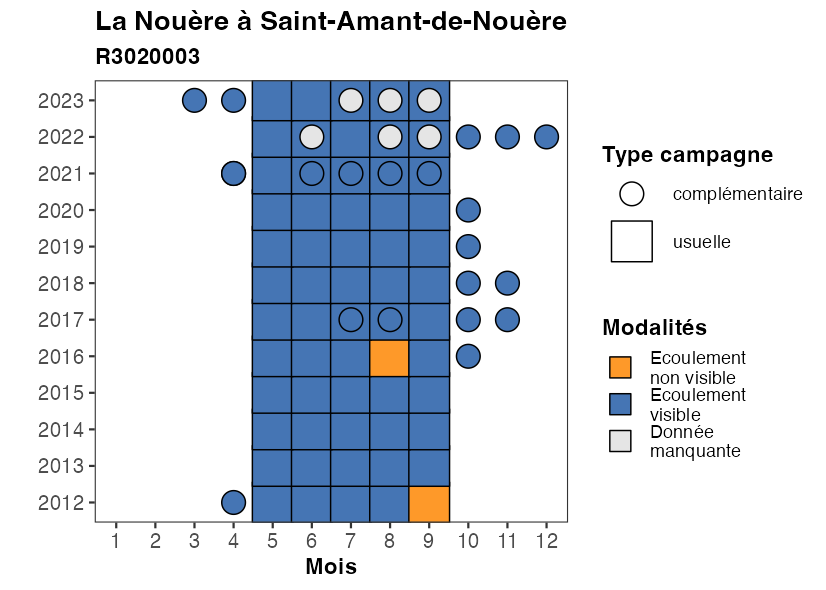 La Nouère à Saint-Amant-de-Nouère
R3020003
2023
2022
2021
2020
2019
2018
2017
2016
2015
2014
2013
2012
1 2 3 4 5 6 7 8 9 10 11 12
Mois
Type campagne
complémentaire
usuelle
Modalités
Ecoulement
non visible
Ecoulement
visible
Donnée
manquante